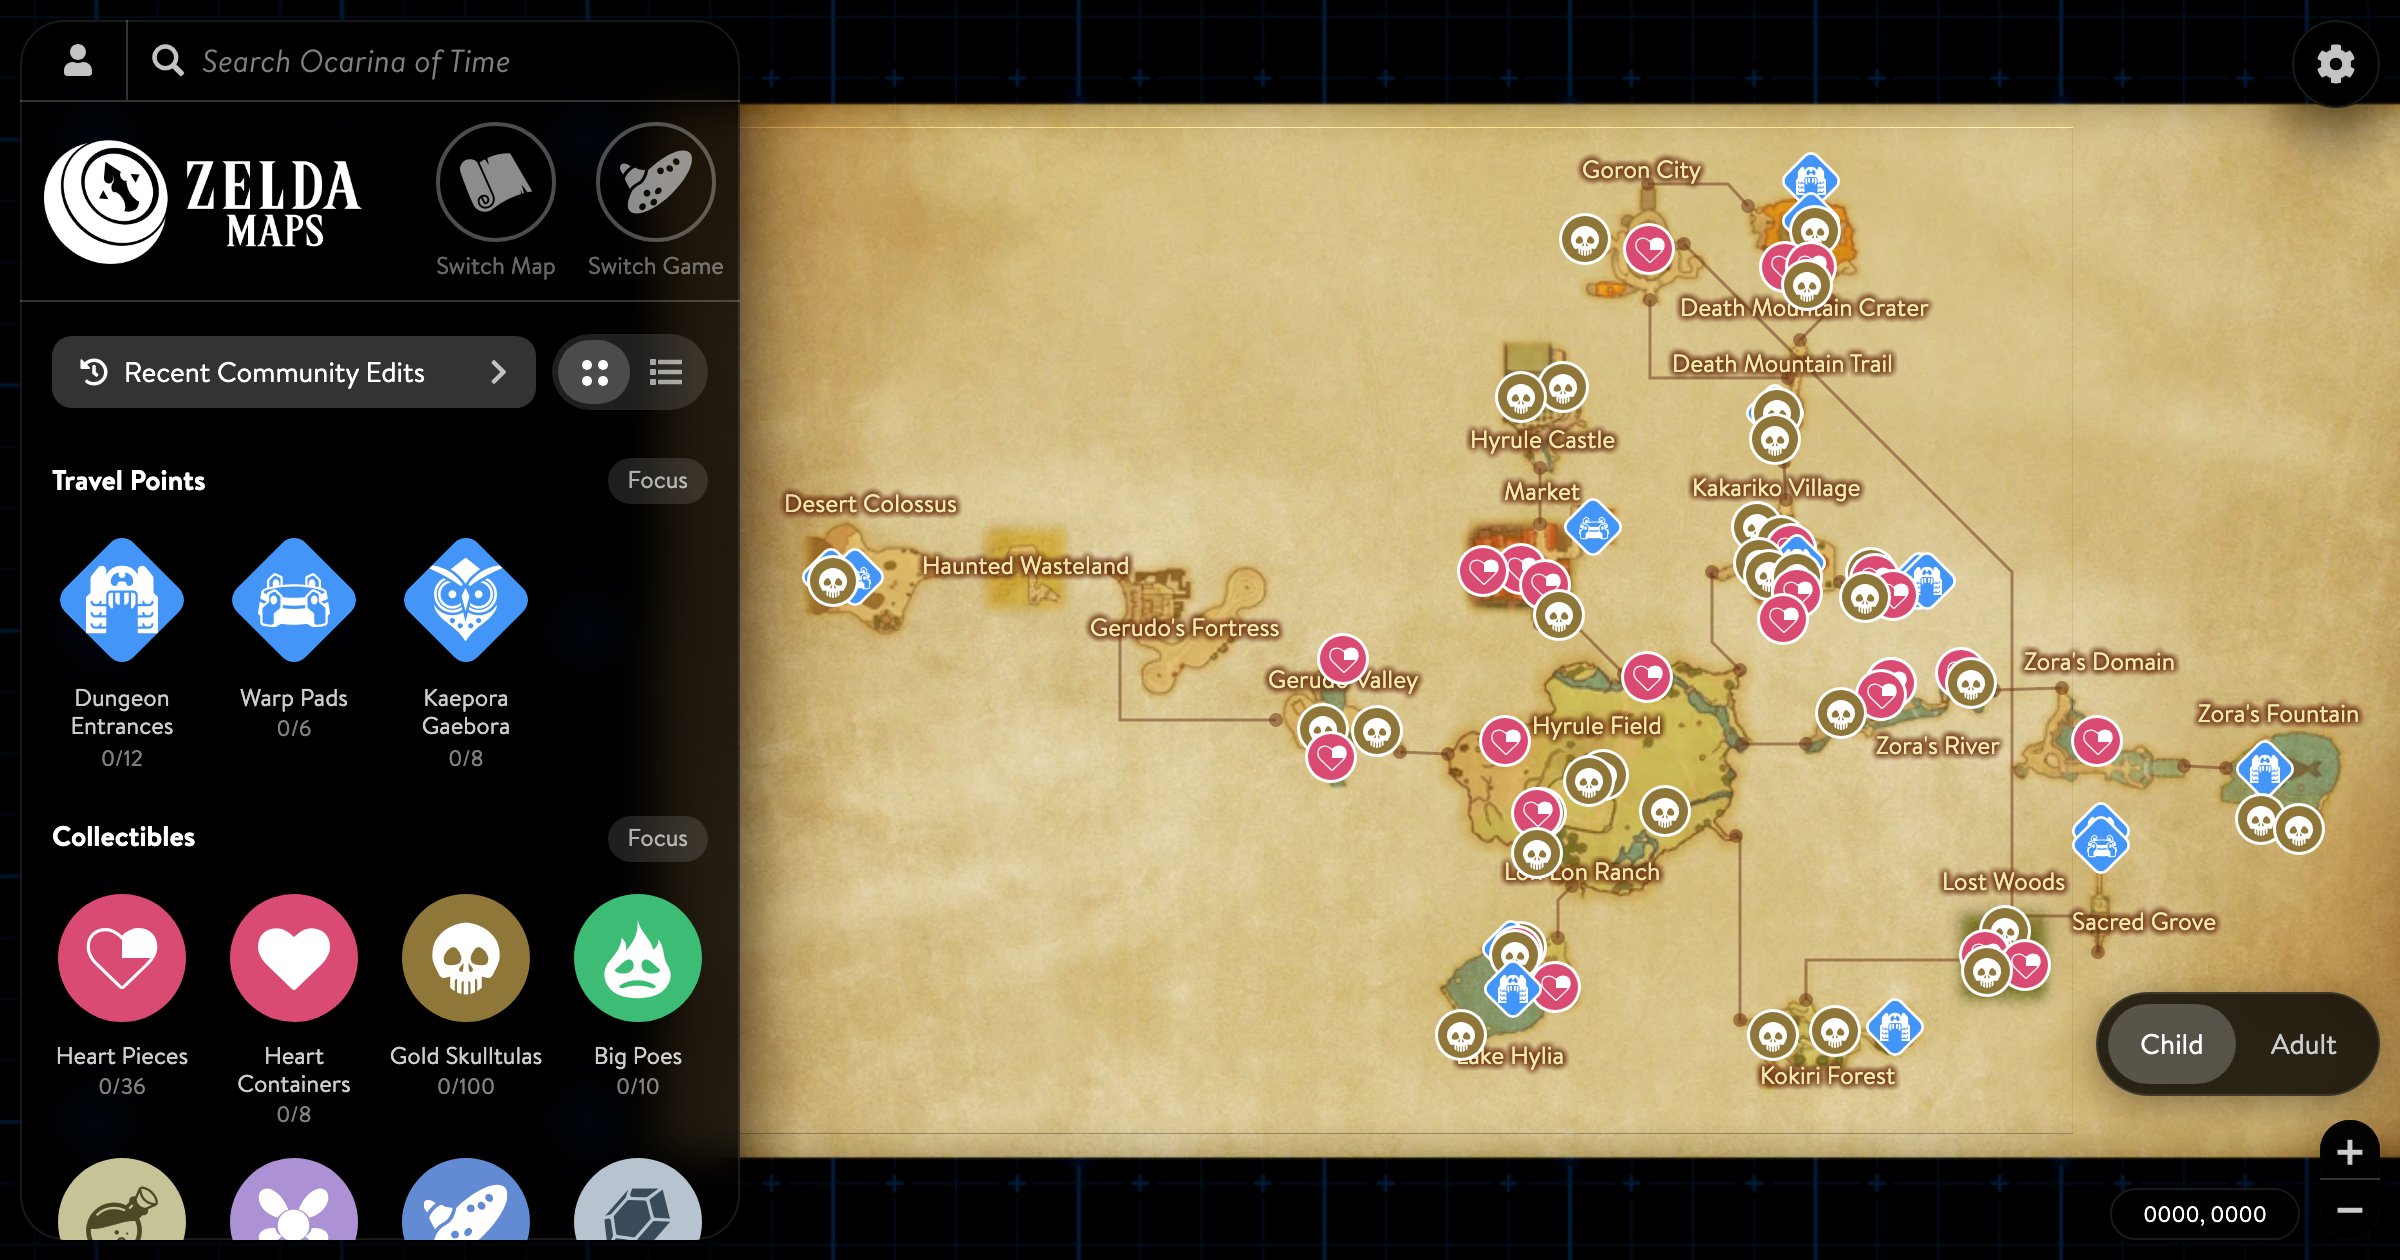 Search Ocarina of Time
ZELDA
MAPS
Switch Map
Switch Game
Recent Community Edits
Travel Points
Focus
Dungeon
Entrances
0/12
Warp Pads
0/6
Kaepora
Gaebora
0/8
Collectibles
Focus
Heart Pieces
0/36
Heart
Containers
0/8
Gold Skulltulas
0/100
Big Poes
0/10
Goron City
Death Mountain Crater
Death Mountain Trail
Hyrule Castle
Market
Kakariko Village
Desert Colossus
Haunted Wasteland
Gerudo's Fortress
Gerudo Valley
Hyrule Field
Zora's Domain
Zora's River
Zora's Fountain
Lon Lon Ranch
Lost Woods
Sacred Grove
Lake Hylia
Kokiri Forest
Child
Adult
+
−
0000, 0000